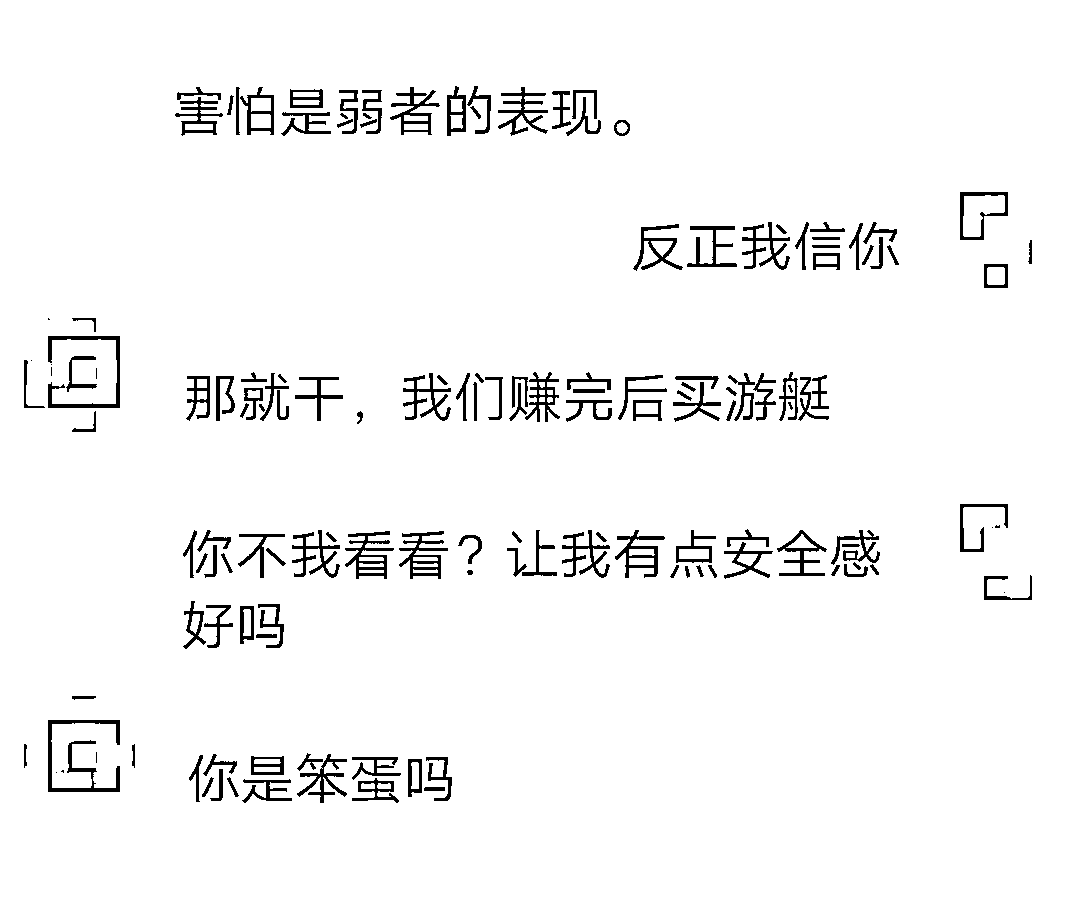 害怕是弱者的表现。
反正我信你
那就干，我们赚完后买游艇
你不我看看？让我有点安全感
好吗
你是笨蛋吗